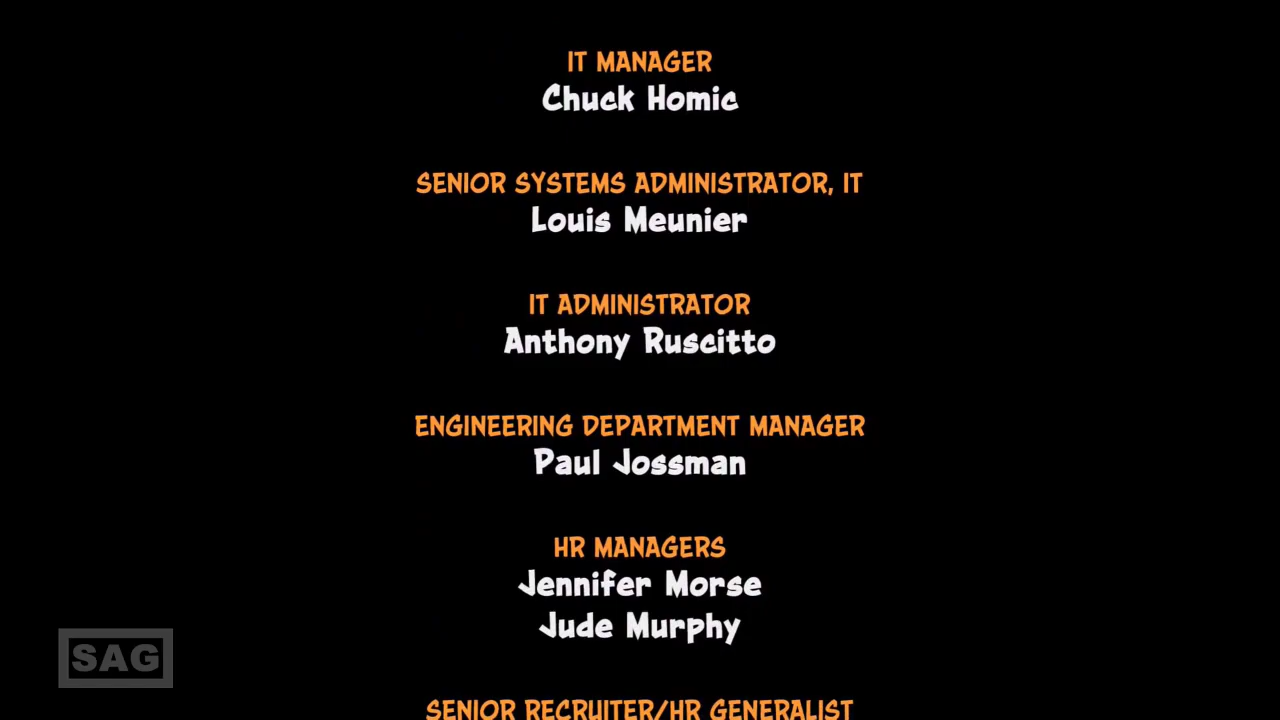 IT MANAGER
Chuck Homic
SENIOR SYSTEMS ADMINISTRATOR, IT
Louis Meunier
IT ADMINISTRATOR
Anthony Ruscitto
ENGINEERING DEPARTMENT MANAGER
Paul Jossman
HR MANAGERS
Jennifer Morse
Jude Murphy
SAG
SENIOR RECRUITER/HR GENERALIST